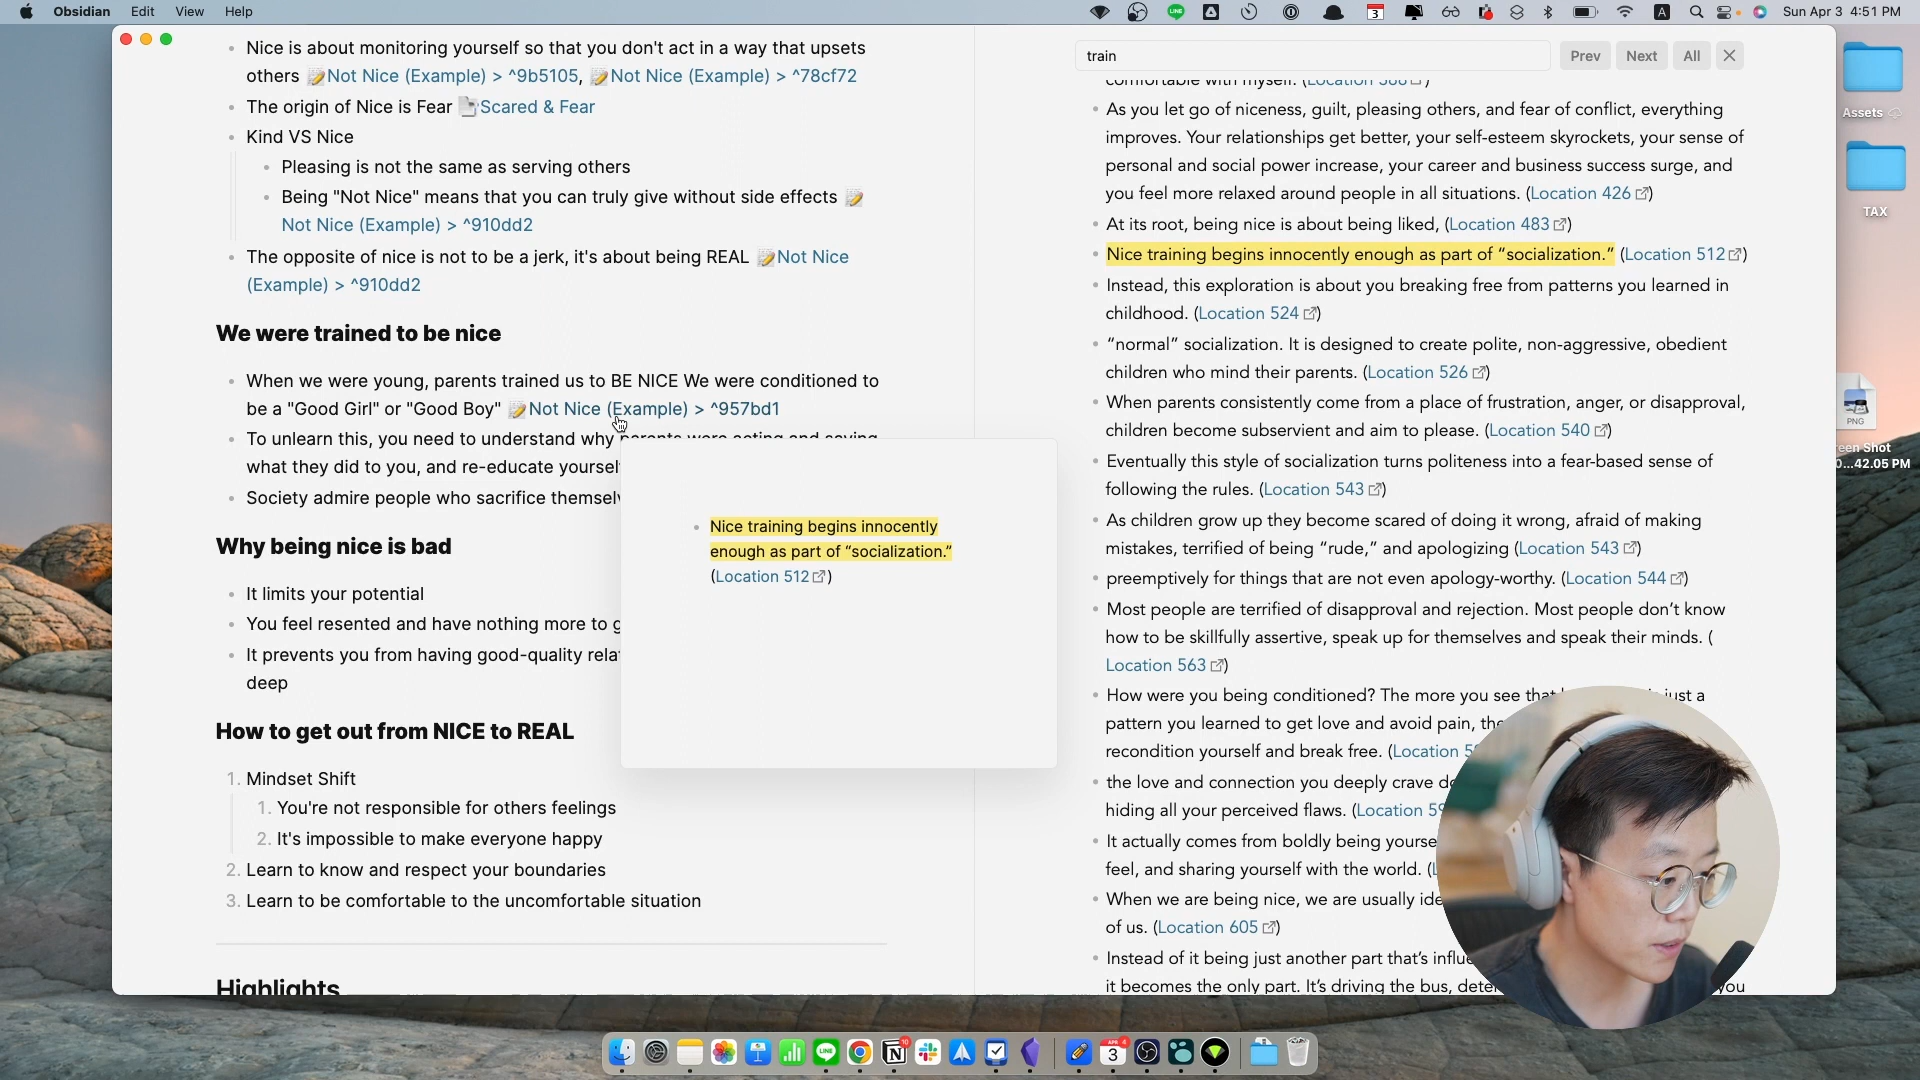 Obsidian Edit View Help
3 A Sun Apr 3 4:51 PM
Nice is about monitoring yourself so that you don't act in a way that upsets
others 📝Not Nice (Example) > ^9b5105, 📝Not Nice (Example) > ^78cf72
The origin of Nice is Fear Scared & Fear
Kind VS Nice
Pleasing is not the same as serving others
Being "Not Nice" means that you can truly give without side effects 📝
Not Nice (Example) > ^910dd2
The opposite of nice is not to be a jerk, it's about being REAL 📝Not Nice
(Example) > ^910dd2
We were trained to be nice
When we were young, parents trained us to BE NICE We were conditioned to
be a "Good Girl" or "Good Boy" 📝Not Nice (Example) > ^957bd1
To unlearn this, you need to understand why parents were acting and saying
what they did to you, and re-educate yourself
Society admire people who sacrifice
Why being nice is bad
It limits your potential
You feel resented and have nothing more to
It prevents you from having good-quality
deep
How to get out from NICE to REAL
1. Mindset Shift
1. You're not responsible for others feelings
2. It's impossible to make everyone happy
2. Learn to know and respect your boundaries
3. Learn to be comfortable to the uncomfortable situation
Highlights
Nice training begins innocently
enough as part of “socialization.”
(Location 512)
train Prev Next All
comfortable with myself. (Location
As you let go of niceness, guilt, pleasing others, and fear of conflict, everything
improves. Your relationships get better, your self-esteem skyrockets, your sense of
personal and social power increase, your career and business success surge, and
you feel more relaxed around people in all situations. (Location 426)
At its root, being nice is about being liked, (Location 483)
Nice training begins innocently enough as part of “socialization.” (Location 512)
Instead, this exploration is about you breaking free from patterns you learned in
childhood. (Location 524)
“normal” socialization. It is designed to create polite, non-aggressive, obedient
children who mind their parents. (Location 526)
When parents consistently come from a place of frustration, anger, or disapproval,
children become subservient and aim to please. (Location 540)
Eventually this style of socialization turns politeness into a fear-based sense of
following the rules. (Location 543)
As children grow up they become scared of doing it wrong, afraid of making
mistakes, terrified of being “rude,” and apologizing (Location 543)
preemptively for things that are not even apology-worthy. (Location 544)
Most people are terrified of disapproval and rejection. Most people don’t know
how to be skillfully assertive, speak up for themselves and speak their minds. (
Location 563)
How were you being conditioned? The more you see that just a
pattern you learned to get love and avoid pain,
recondition yourself and break free. (Location
the love and connection you deeply crave
hiding all your perceived flaws. (Location
It actually comes from boldly being
feel, and sharing yourself with the world. (
When we are being nice, we are usually
of us. (Location 605)
Instead of it being just another part that’s
it becomes the only part. It’s driving the bus, you
Assets
TAX
PNG
een Shot
0...42.05 PM
10
APR 4
3